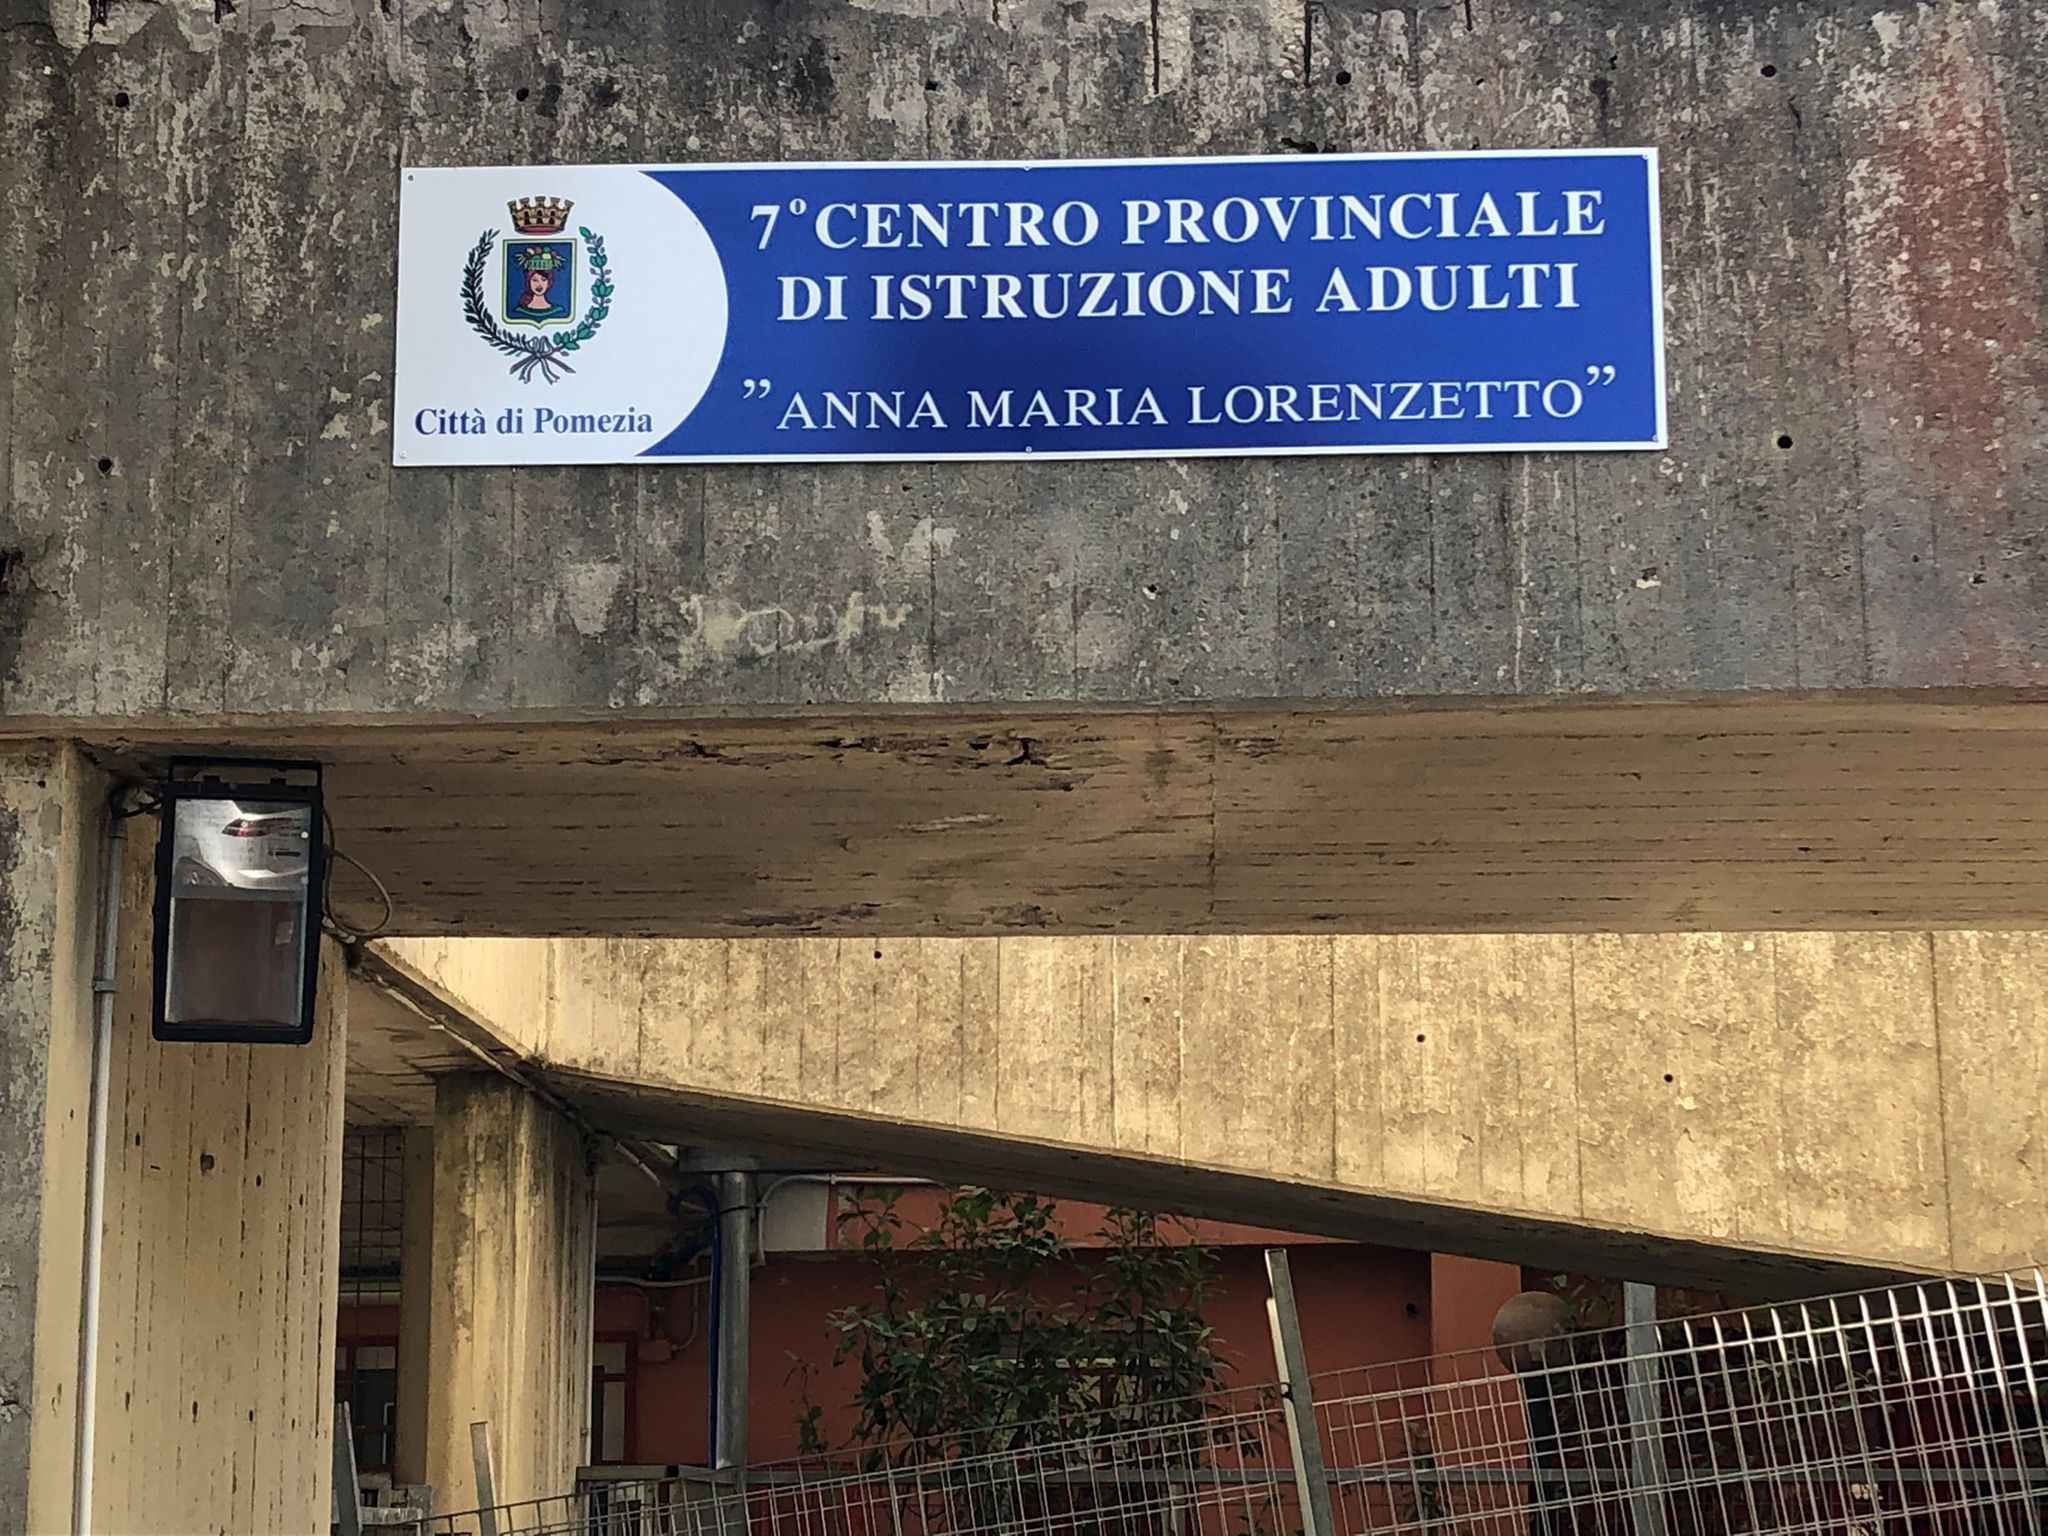 7° CENTRO PROVINCIALE
DI ISTRUZIONE ADULTI
”ANNA MARIA LORENZETTO”
Città di Pomezia